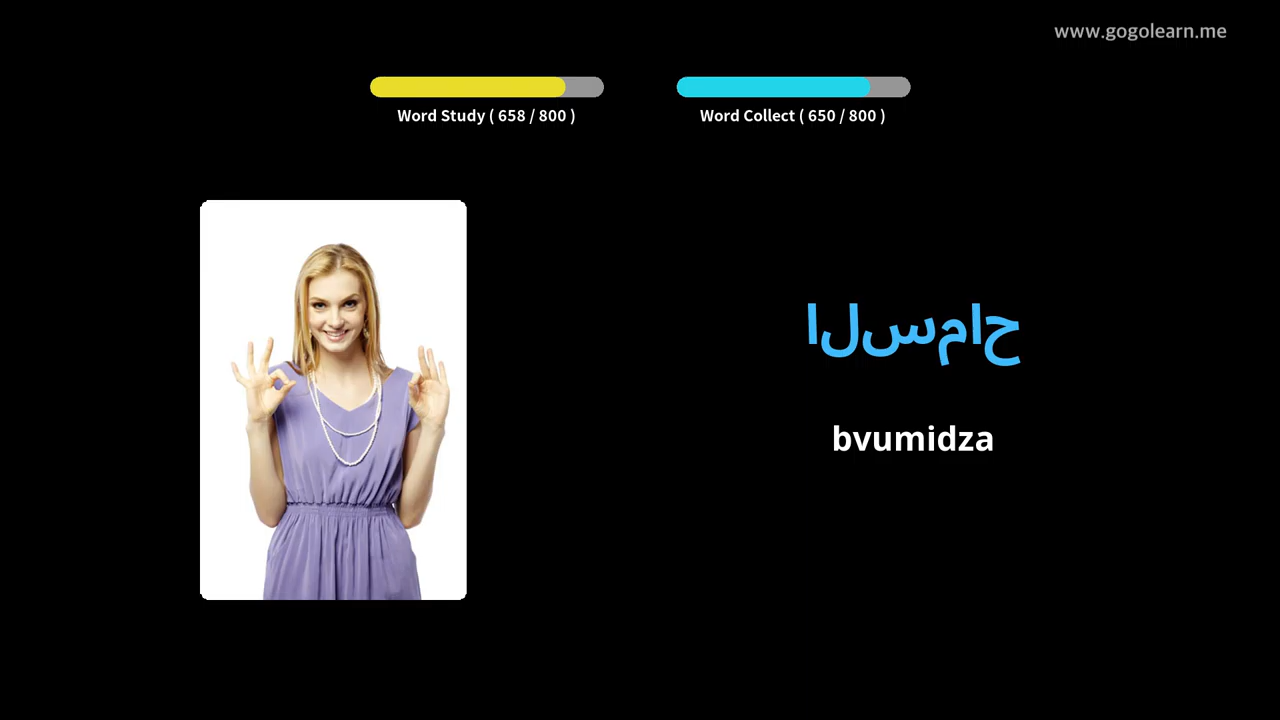 www.gogolearn.me
Word Study ( 658 / 800 )
Word Collect ( 650 / 800 )
السماح
bvumidza